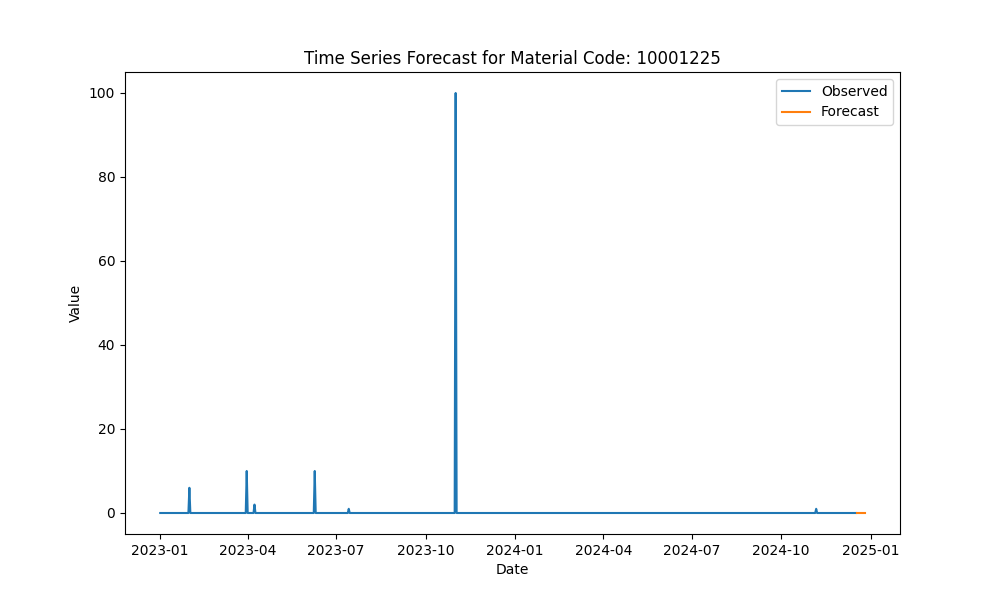 Time Series Forecast for Material Code: 10001225
Observed
Forecast
100
80
60
40
20
0
Value
2023-01 2023-04 2023-07 2023-10 2024-01 2024-04 2024-07 2024-10 2025-01
Date